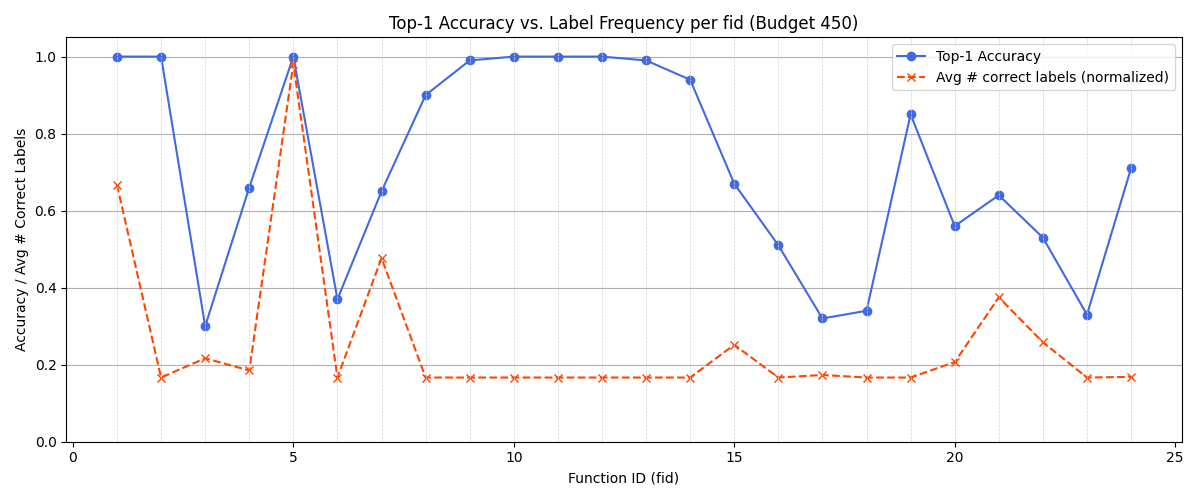 Top-1 Accuracy vs. Label Frequency per fid (Budget 450)
Top-1 Accuracy
Avg # correct labels (normalized)
Accuracy / Avg # Correct Labels
1.0
0.8
0.6
0.4
0.2
0.0
0 5 10 15 20 25
Function ID (fid)